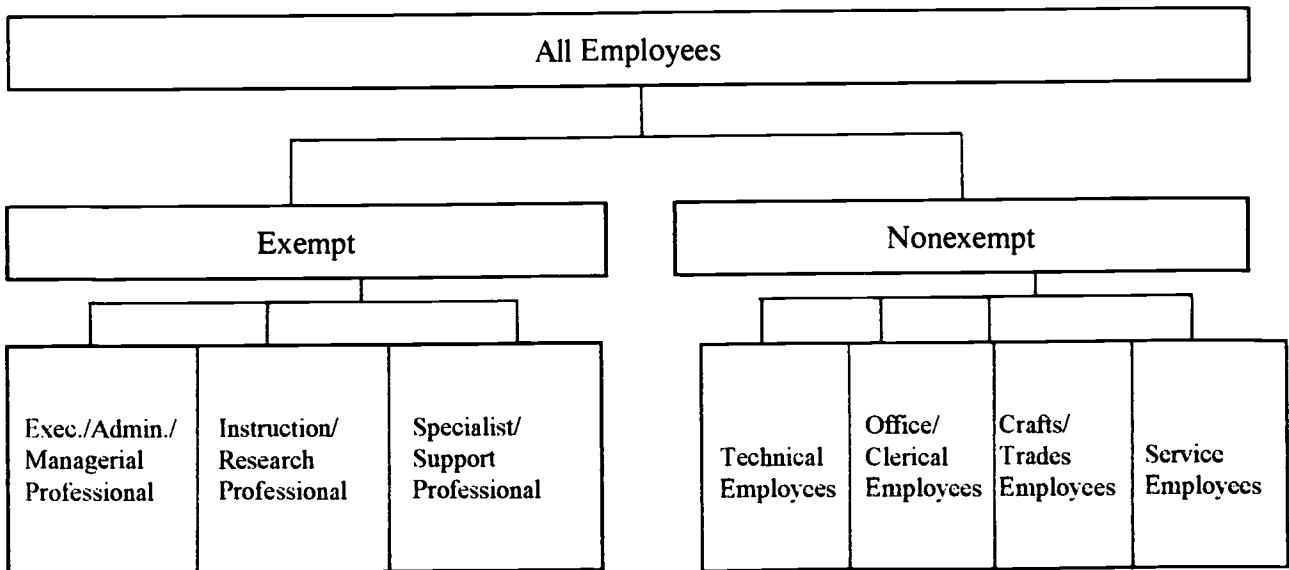 All Employees
Exempt
Nonexempt
Exec./Admin./
Managerial
Professional
Instruction/
Research
Professional
Specialist/
Support
Professional
Technical
Employees
Office/
Clerical
Employees
Crafts/
Trades
Employees
Service
Employees